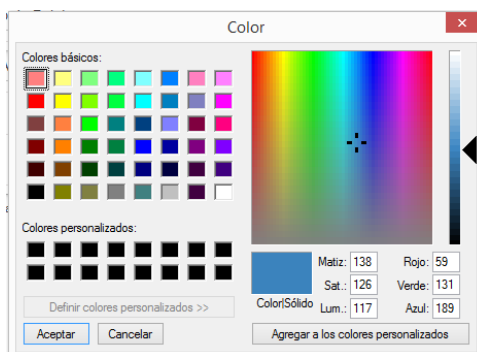 Color
Colores básicos:
Colores personalizados:
Definir colores personalizados >>
Aceptar
Cancelar
Color|Sólido
Matiz: 138
Sat.: 126
Lum.: 117
Rojo: 59
Verde: 131
Azul: 189
Agregar a los colores personalizados